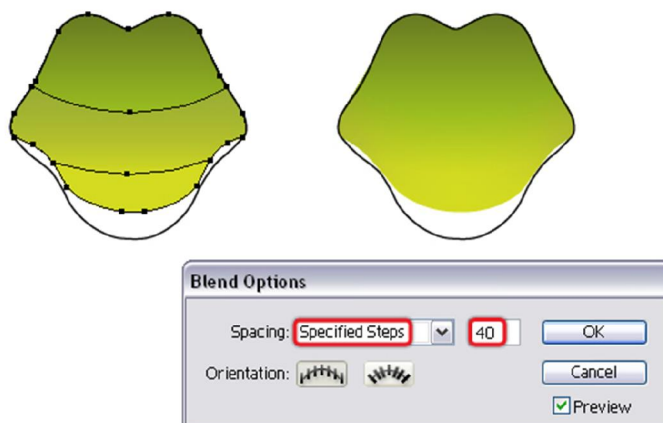 Blend Options
Spacing: Specified Steps 40 OK
Orientation: Cancel
Preview